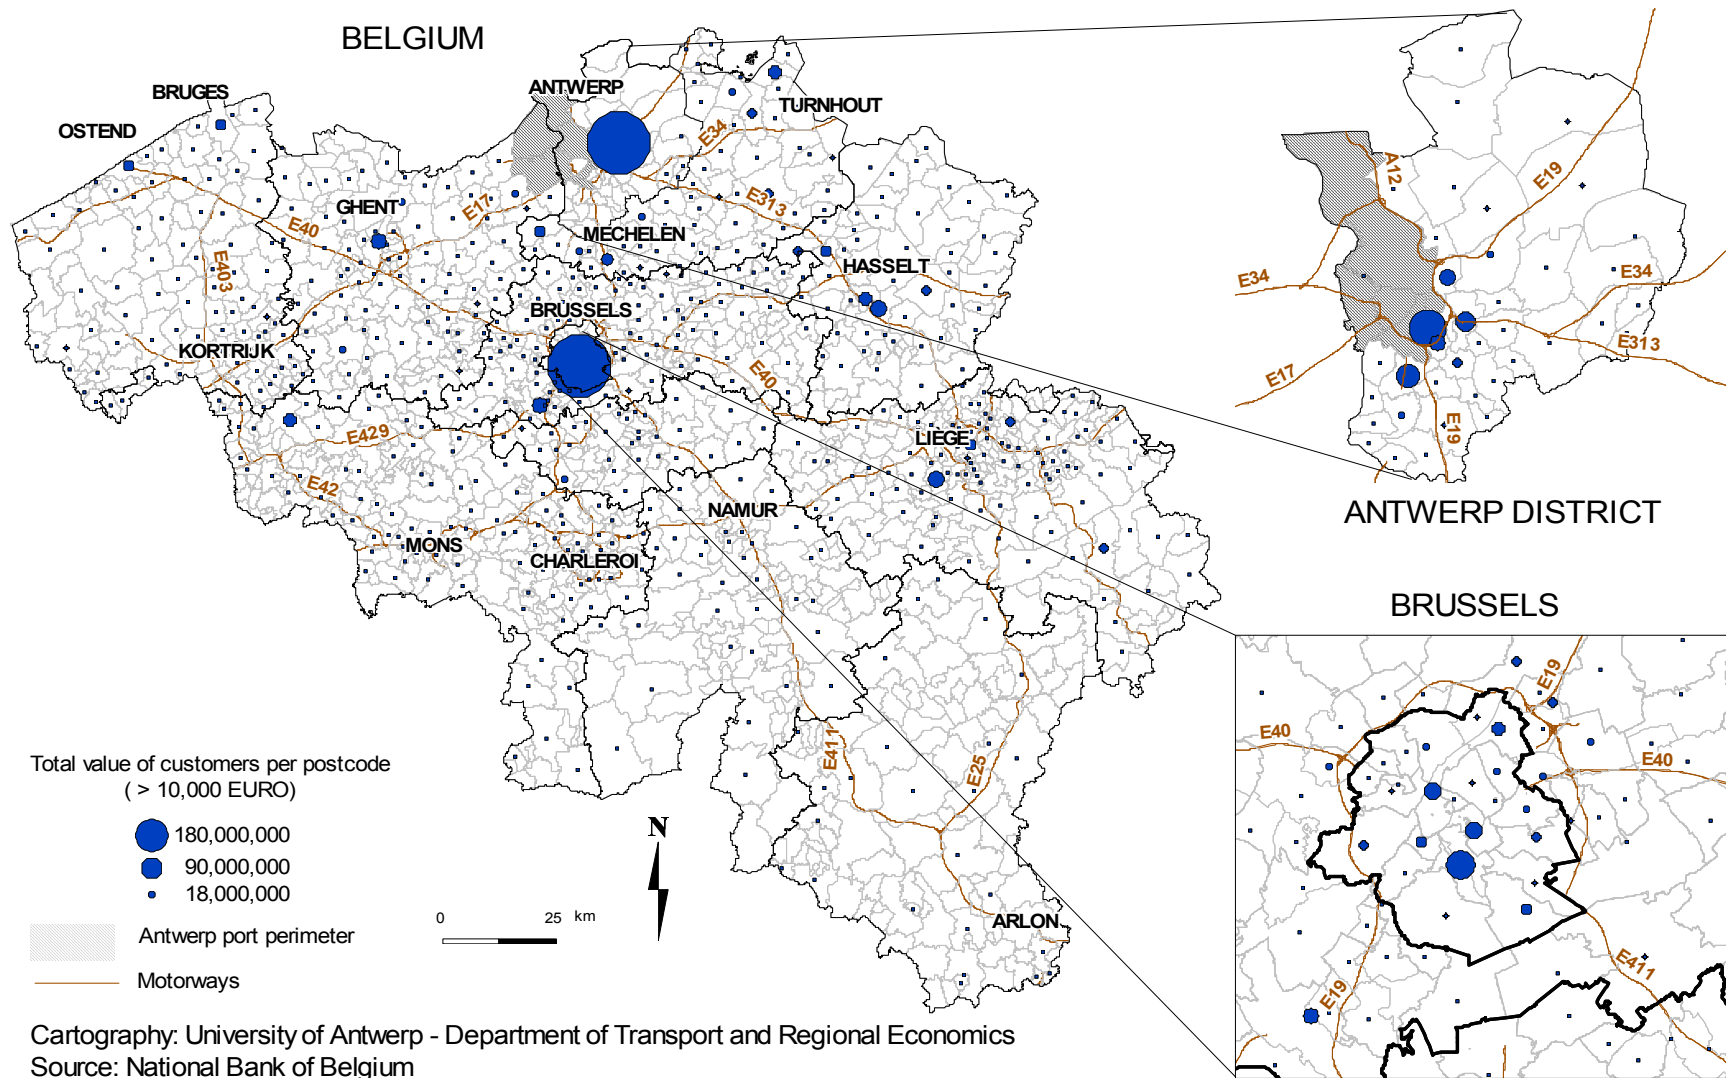 BELGIUM
BRUGES
OSTEND
ANTWERP
TURNHOUT
E34
E313
GHENT
E17
E40
E403
MECHELEN
HASSELT
BRUSSELS
KORTRIJK
E40
E429
LIEGE
E42
NAMUR
MONS
CHARLEROI
E411
E25
ARLON
Total value of customers per postcode
( > 10,000 EURO)
180,000,000
90,000,000
18,000,000
Antwerp port perimeter
Motorways
N
0 25 km
Cartography: University of Antwerp - Department of Transport and Regional Economics
Source: National Bank of Belgium
A12
E19
E34
E34
E313
E17
E19
ANTWERP DISTRICT
BRUSSELS
E19
E40
E40
E411
E19